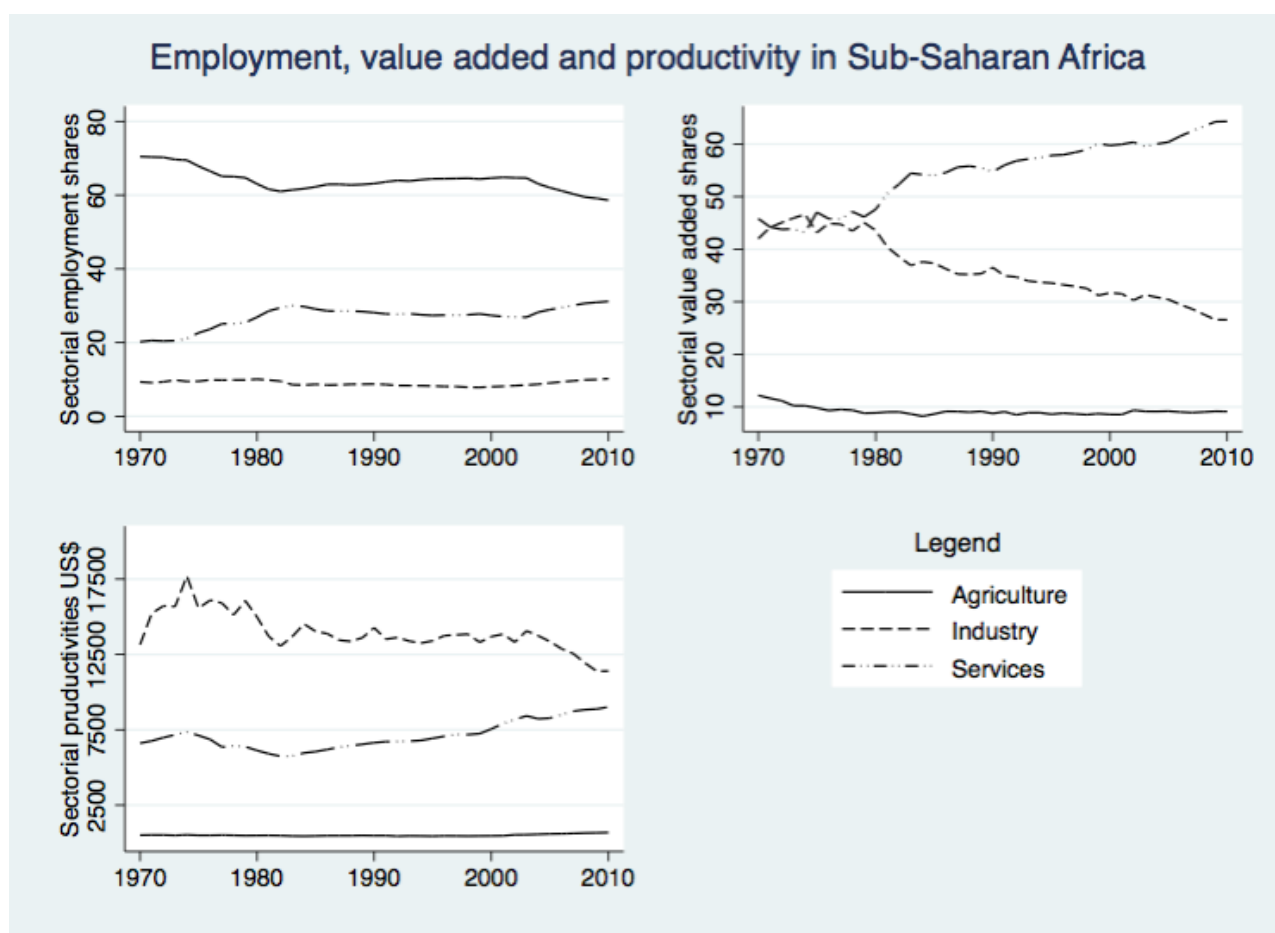 Employment, value added and productivity in Sub-Saharan Africa
Sectorial employment shares
80
60
40
20
0
1970 1980 1990 2000 2010
Sectorial value added shares
60
50
40
30
20
10
1970 1980 1990 2000 2010
Sectorial pruductivities US$
17500
12500
7500
2500
1970 1980 1990 2000 2010
Legend
Agriculture
Industry
Services